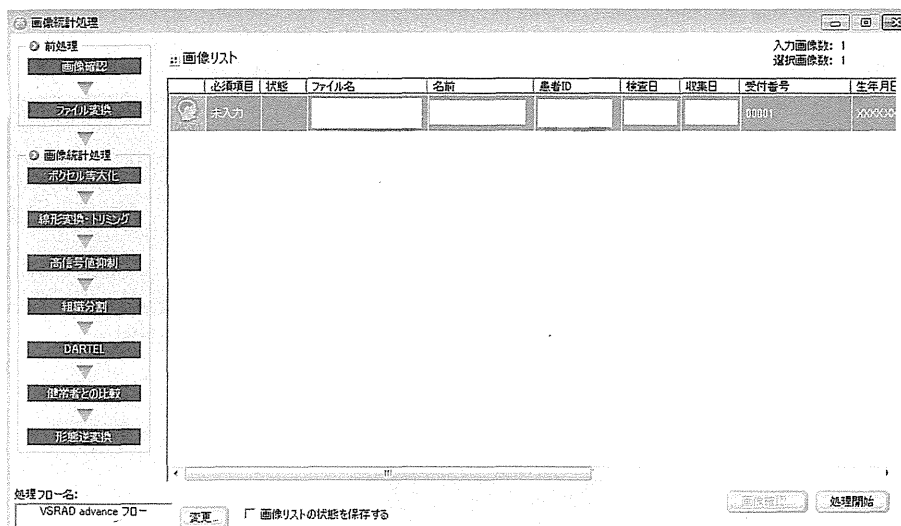 画像統計処理
前処理
画像確認
ファイル変換
画像統計処理
ボクセル等大化
線形変換・トリミング
高信号値抑制
組織分割
DARTEL
健常者との比較
形態逆変換
画像リスト
入力画像数: 1
選択画像数: 1
必須項目 状態 ファイル名 名前 患者ID 検査日 収集日 受付番号 生年月日
未入力 00001
処理フロー名:
VSRAD advance フロー
変更...
画像リストの状態を保存する
画像確認...
処理開始